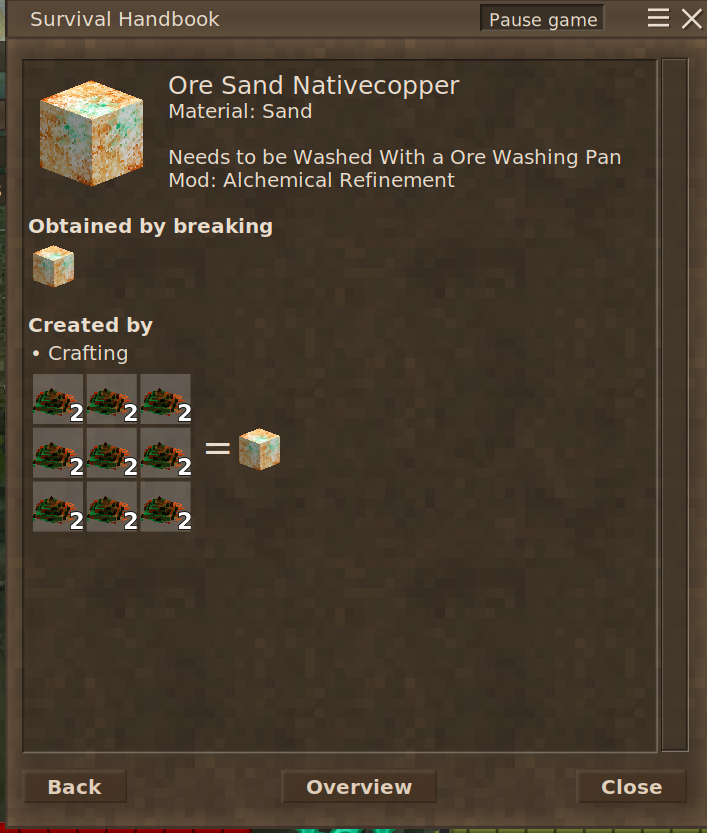 Survival Handbook
Pause game
Ore Sand Nativecopper
Material: Sand
Needs to be Washed With a Ore Washing Pan
Mod: Alchemical Refinement
Obtained by breaking
Created by
• Crafting
2 2 2
2 2 2
=
2 2 2
Back
Overview
Close